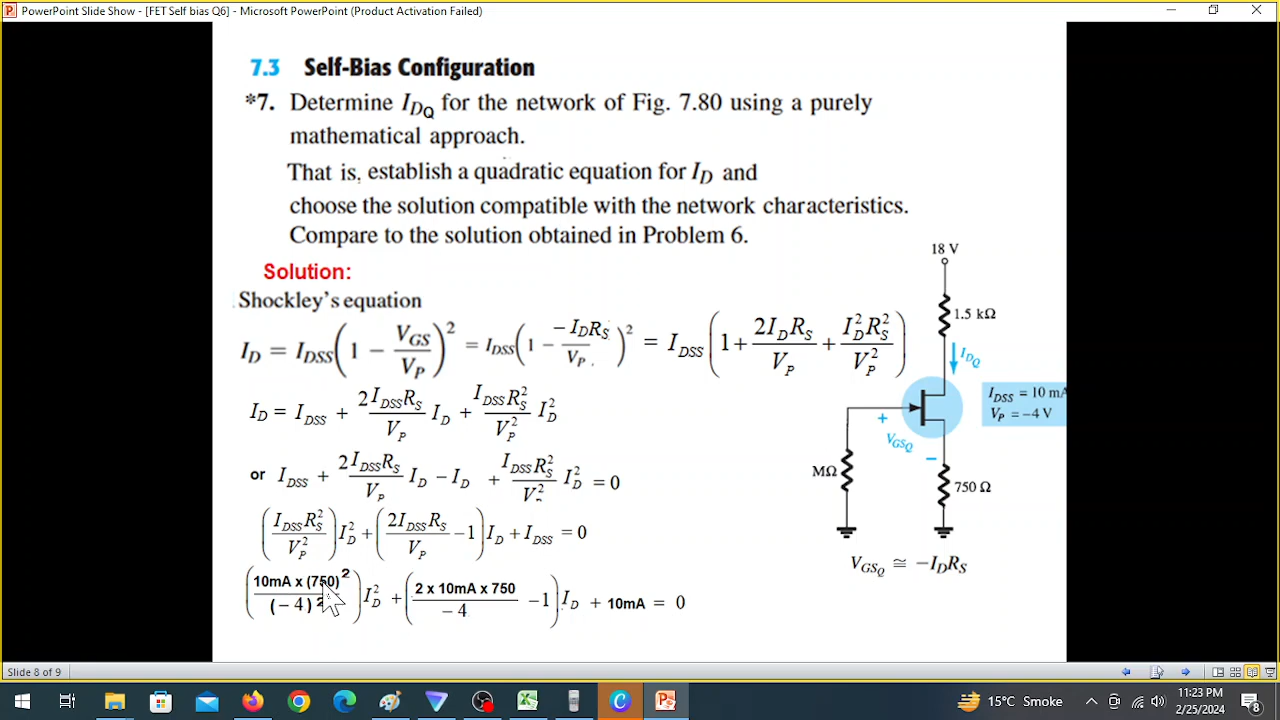 PowerPoint Slide Show - [FET Self bias Q6] - Microsoft PowerPoint (Product Activation Failed)
7.3 Self-Bias Configuration
*7. Determine I_DQ for the network of Fig. 7.80 using a purely
mathematical approach.
That is, establish a quadratic equation for I_D and
choose the solution compatible with the network characteristics.
Compare to the solution obtained in Problem 6.
Solution:
Shockley's equation
I_D = I_DSS(1 − V_GS/V_P)² = I_DSS(1 − −I_DR_S/V_P)² = I_DSS(1 + 2I_DR_S/V_P + I_D²R_S²/V_P²)
I_D = I_DSS + 2I_DSSR_S/V_P I_D + I_DSSR_S²/V_P² I_D²
or I_DSS + 2I_DSSR_S/V_P I_D − I_D + I_DSSR_S²/V_P² I_D² = 0
(I_DSSR_S²/V_P²)I_D² + (2I_DSSR_S/V_P − 1)I_D + I_DSS = 0
(10mA x (750)²/(− 4)²)I_D² + (2 x 10mA x 750/− 4 − 1)I_D + 10mA = 0
18 V
1.5 kΩ
I_DQ
I_DSS = 10 mA
V_P = −4 V
+
V_GSQ
−
MΩ
750 Ω
V_GSQ ≅ −I_DR_S
Slide 8 of 9
15°C Smoke
11:23 PM
2/25/2024
8